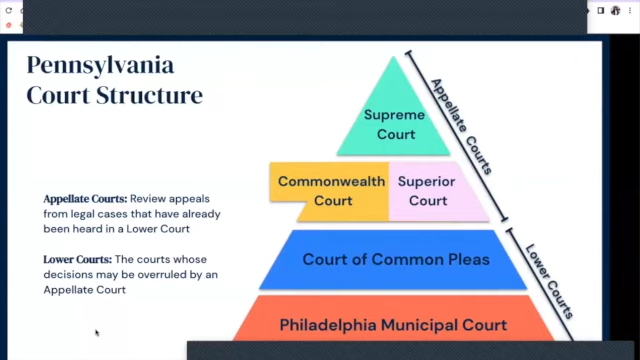 Pennsylvania
Court Structure
Appellate Courts: Review appeals
from legal cases that have already
been heard in a Lower Court
Lower Courts: The courts whose
decisions may be overruled by an
Appellate Court
Supreme
Court
Commonwealth
Court
Superior
Court
Court of Common Pleas
Philadelphia Municipal Court
Appellate Courts
Lower Courts